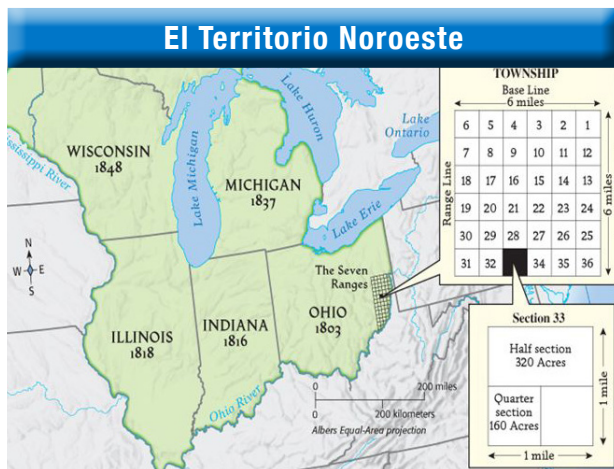 El Territorio Noroeste
TOWNSHIP
Base Line
6 miles
Range Line
6 5 4 3 2 1
7 8 9 10 11 12
18 17 16 15 14 13
19 20 21 22 23 24
30 29 28 27 26 25
31 32 34 35 36
6 miles
Lake Huron
Lake
Ontario
WISCONSIN
1848
ississippi River
Lake Michigan
MICHIGAN
1837
Lake Erie
N
W E
S
The Seven
Ranges
OHIO
1803
INDIANA
1816
ILLINOIS
1818
Ohio River
0 200 miles
0 200 kilometers
Albers Equal-Area projection
Section 33
Half section
320 Acres
Quarter
section
160 Acres
1 mile
1 mile